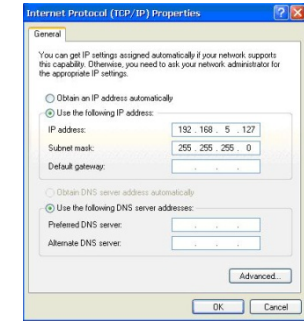 Internet Protocol (TCP/IP) Properties
General
You can get IP settings assigned automatically if your network supports
this capability. Otherwise, you need to ask your network administrator for
the appropriate IP settings.
Obtain an IP address automatically
Use the following IP address:
IP address: 192 . 168 . 5 . 127
Subnet mask: 255 . 255 . 255 . 0
Default gateway: . . .
Obtain DNS server address automatically
Use the following DNS server addresses:
Preferred DNS server: . . .
Alternate DNS server: . . .
Advanced...
OK Cancel